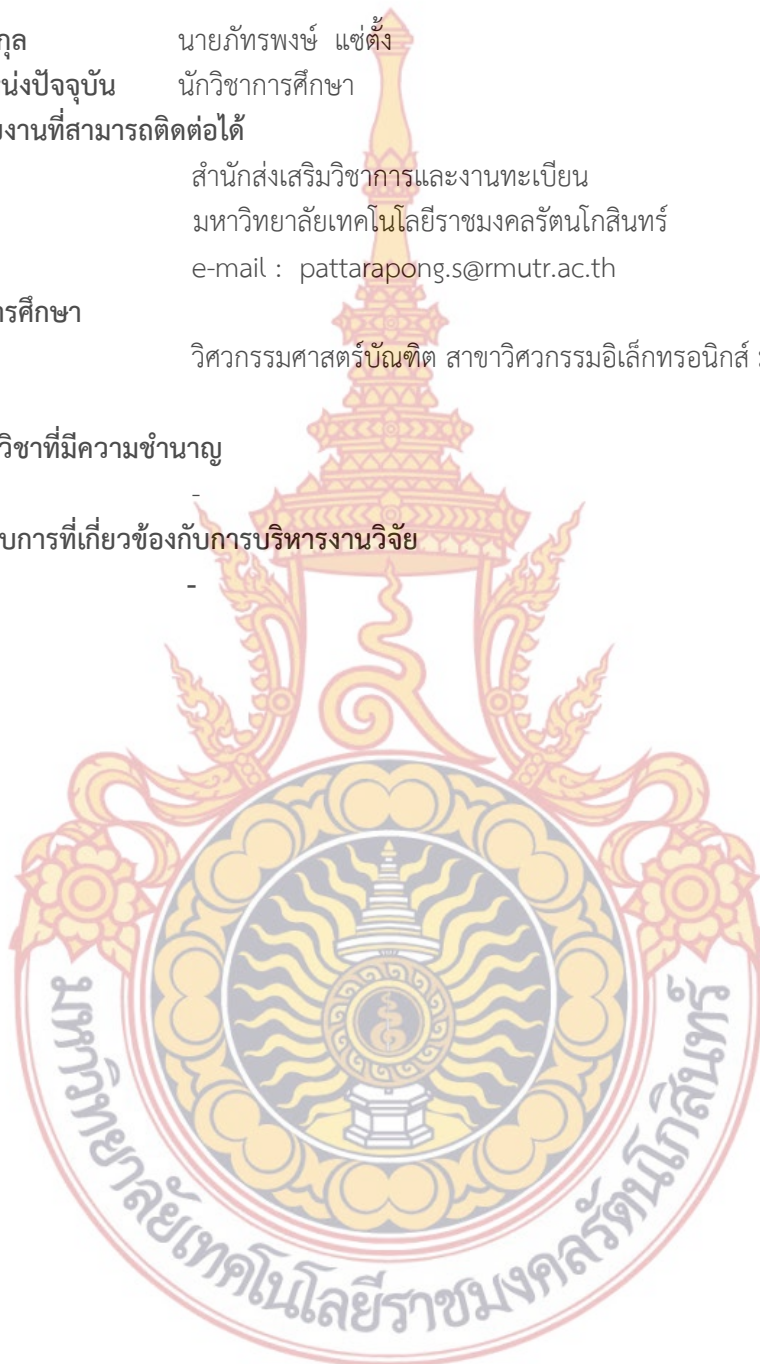 กุล นายภัทรพงษ์ แซ่ตั้ง
น่งปัจจุบัน นักวิชาการศึกษา
งานที่สามารถติดต่อได้
สำนักส่งเสริมวิชาการและงานทะเบียน
มหาวิทยาลัยเทคโนโลยีราชมงคลรัตนโกสินทร์
e-mail : pattarapong.s@rmutr.ac.th
ารศึกษา
วิศวกรรมศาสตร์บัณฑิต สาขาวิศวกรรมอิเล็กทรอนิกส์
วิชาที่มีความชำนาญ
-
บการที่เกี่ยวข้องกับการบริหารงานวิจัย
-
มหาวิทยาลัยเทคโนโลยีราชมงคลรัตนโกสินทร์